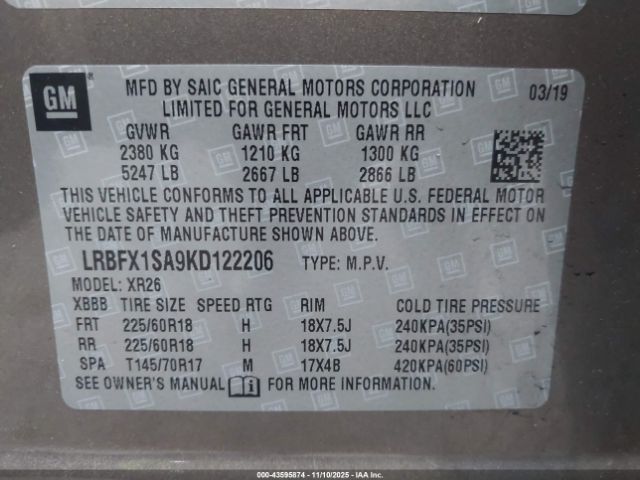 GM
MFD BY SAIC GENERAL MOTORS CORPORATION 03/19
LIMITED FOR GENERAL MOTORS LLC
GVWR GAWR FRT GAWR RR
2380 KG 1210 KG 1300 KG
5247 LB 2667 LB 2866 LB
THIS VEHICLE CONFORMS TO ALL APPLICABLE U.S. FEDERAL MOTOR
VEHICLE SAFETY AND THEFT PREVENTION STANDARDS IN EFFECT ON
THE DATE OF MANUFACTURE SHOWN ABOVE.
LRBFX1SA9KD122206 TYPE: M.P.V.
MODEL: XR26
XBBB TIRE SIZE SPEED RTG RIM COLD TIRE PRESSURE
FRT 225/60R18 H 18X7.5J 240KPA(35PSI)
RR 225/60R18 H 18X7.5J 240KPA(35PSI)
SPA T145/70R17 M 17X4B 420KPA(60PSI)
SEE OWNER'S MANUAL FOR MORE INFORMATION.
000-43595874 | 11/10/2025 - IAA Inc.